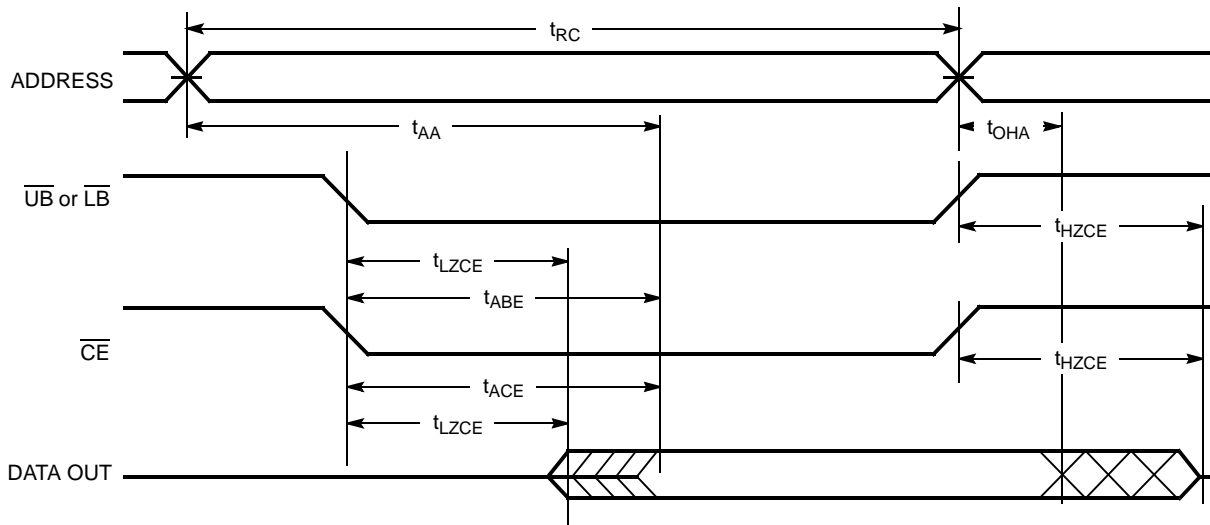 tRC
ADDRESS
tAA
tOHA
UB or LB
tHZCE
tLZCE
tABE
CE
tHZCE
tACE
tLZCE
DATA OUT